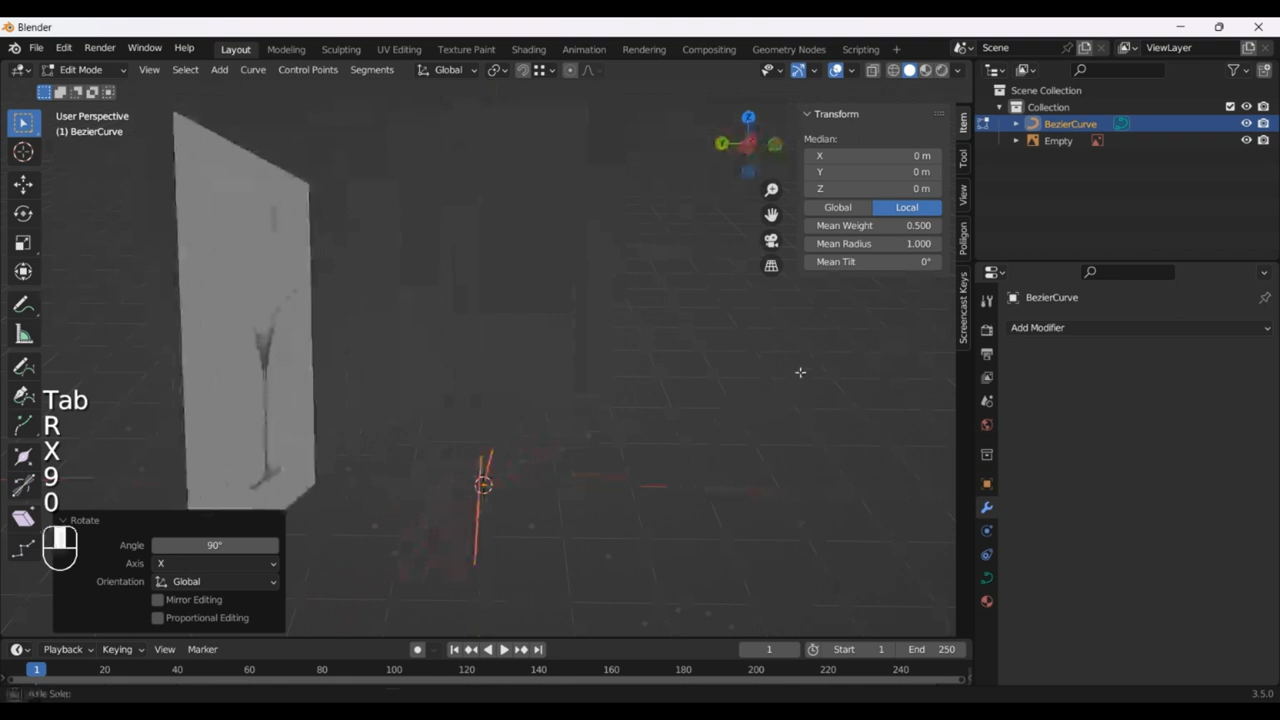 Blender
File Edit Render Window Help Layout Modeling Sculpting UV Editing Texture Paint Shading Animation Rendering Compositing Geometry Nodes Scripting + Scene ViewLayer
Edit Mode View Select Add Curve Control Points Segments Global
User Perspective
(1) BezierCurve
Transform
Median:
X 0 m
Y 0 m
Z 0 m
Global Local
Mean Weight 0.500
Mean Radius 1.000
Mean Tilt 0°
Item
Tool
View
Poliigon
Screencast Keys
Scene Collection
Collection
BezierCurve
Empty
BezierCurve
Add Modifier
Tab
R
X
9
0
Rotate
Angle 90°
Axis X
Orientation Global
Mirror Editing
Proportional Editing
Playback Keying View Marker 1 Start 1 End 250
1 20 40 60 80 100 120 140 160 180 200 220 240
3.5.0